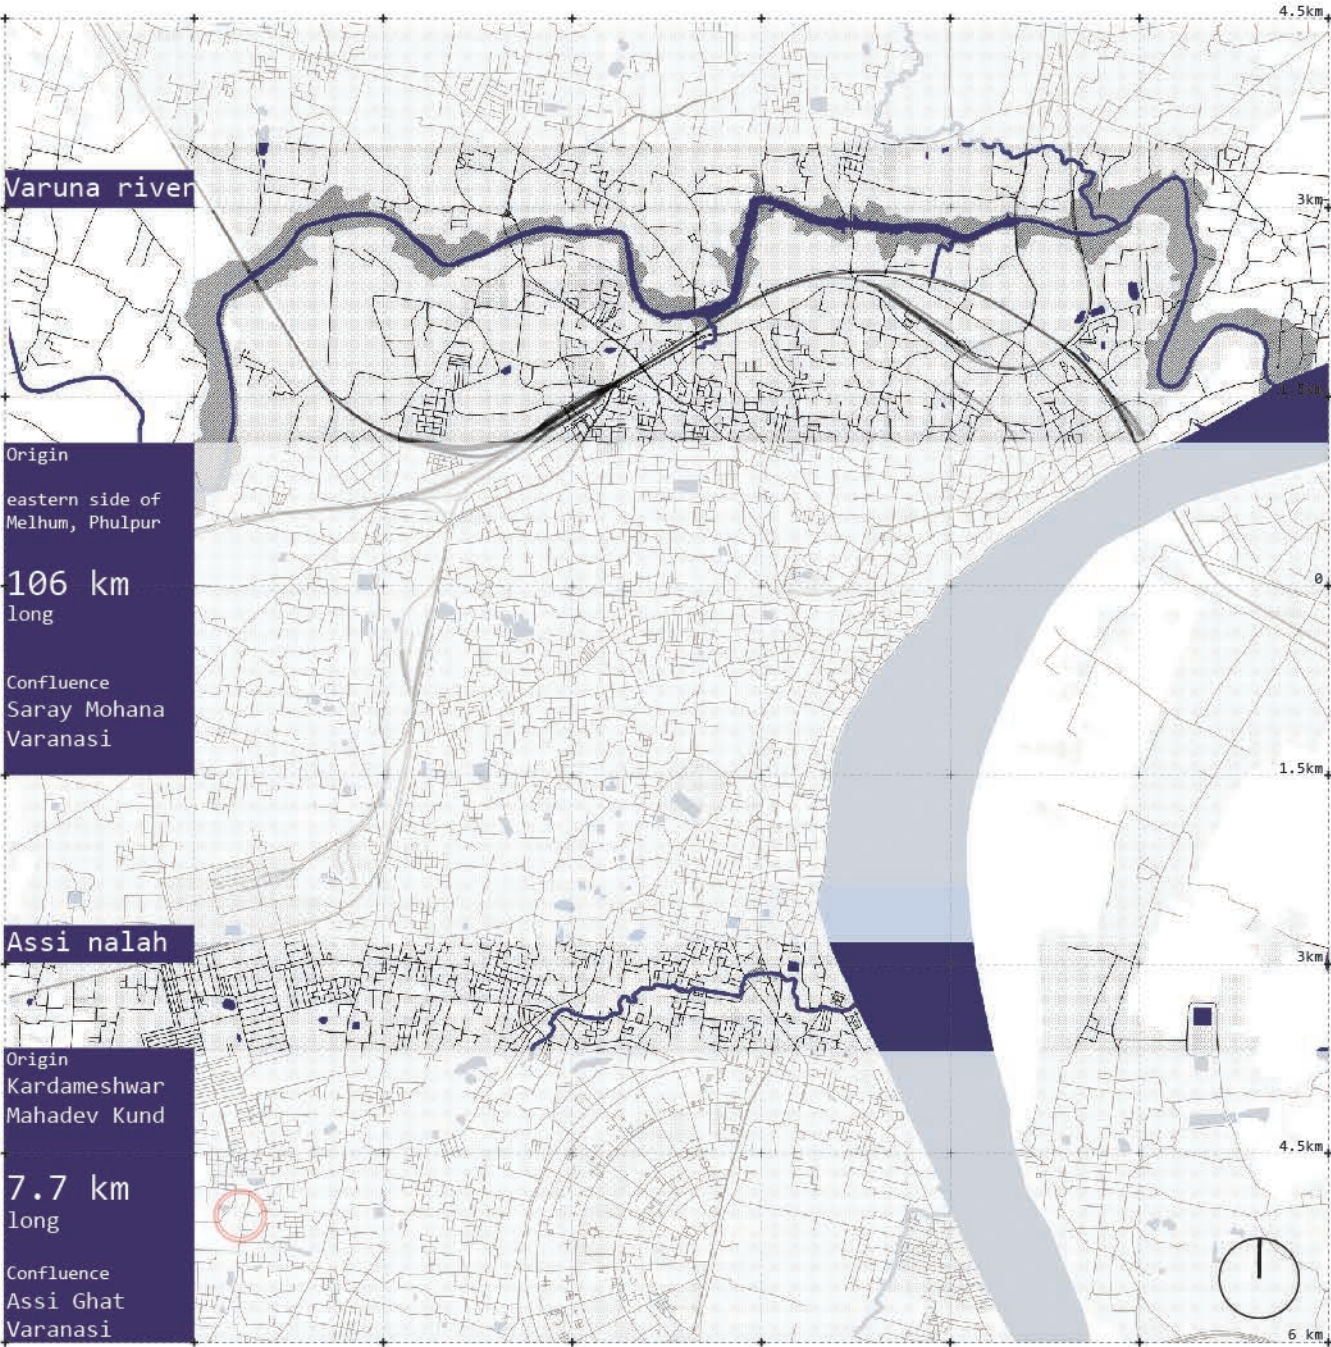 4.5km
Varuna river
3km
1.5km
Origin
eastern side of
Melhum, Phulpur
106 km
long
0
Confluence
Saray Mohana
Varanasi
1.5km
Assi nalah
3km
Origin
Kardameshwar
Mahadev Kund
4.5km
7.7 km
long
Confluence
Assi Ghat
Varanasi
6 km